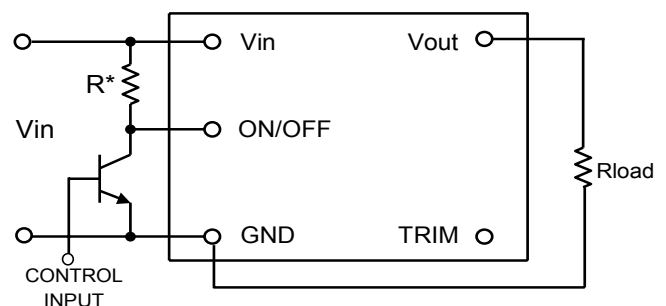 Vin
Vout
R*
Vin
ON/OFF
Rload
GND
TRIM
CONTROL
INPUT